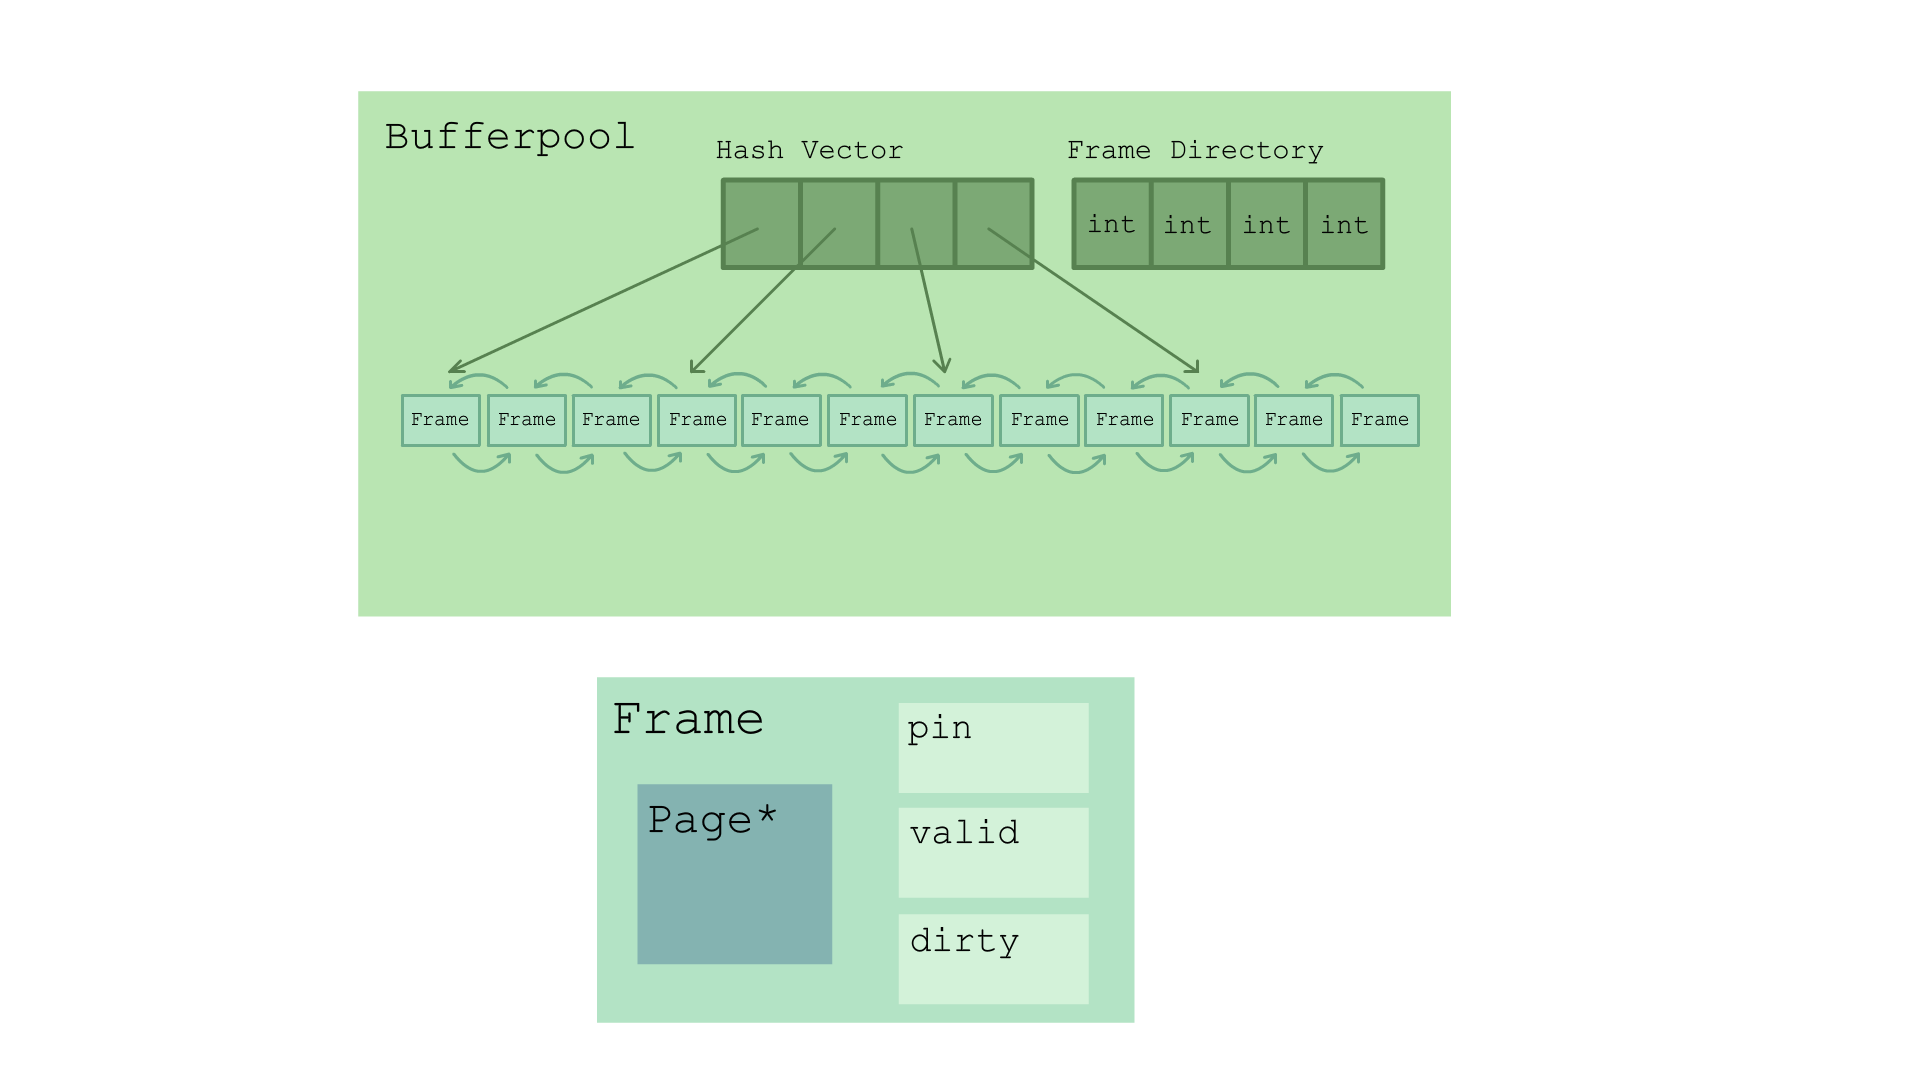 Bufferpool
Hash Vector
Frame Directory
int int int int
Frame Frame Frame Frame Frame Frame Frame Frame Frame Frame Frame Frame
Frame
pin
Page*
valid
dirty